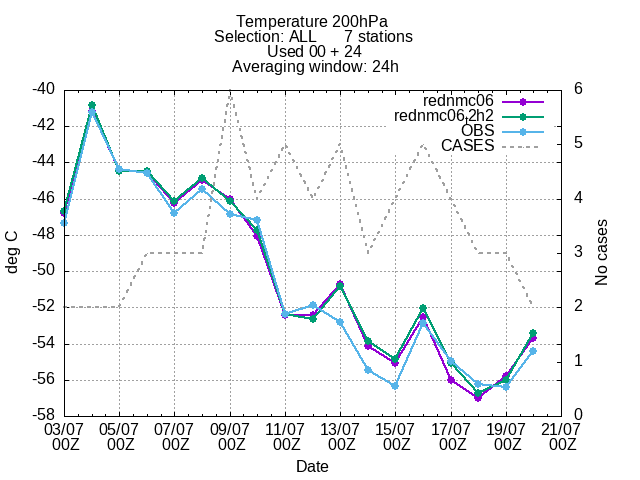 Temperature 200hPa
Selection: ALL 7 stations
Used 00 + 24
Averaging window: 24h
-40 6
rednmc06
-42
rednmc06,2h2
OBS
5
CASES
-44
-46
4
-48
-50
3
deg C
No cases
-52
2
-54
1
-56
-58 0
03/07 05/07 07/07 09/07 11/07 13/07 15/07 17/07 19/07 21/07
00Z 00Z 00Z 00Z 00Z 00Z 00Z 00Z 00Z 00Z
Date